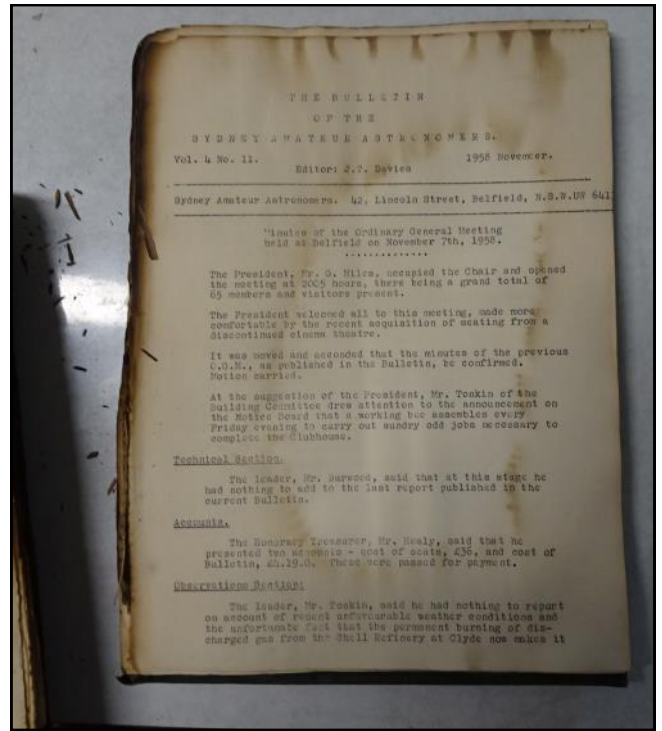 THE BULLETIN
OF THE
SYDNEY AMATEUR ASTRONOMERS.
Vol. 4 No. 11.
1958 November.
Editor: J.T. Davies
Sydney Amateur Astronomers. 42, Lincoln Street, Belfield, N.S.W. UW 641
Minutes of the Ordinary General Meeting
held at Belfield on November 7th, 1958.
The President, Mr. G. Miles, occupied the Chair and opened
the meeting at 2005 hours, there being a grand total of
65 members and visitors present.
The President welcomed all to this meeting, made more
comfortable by the recent acquisition of seating from a
discontinued cinema theatre.
It was moved and seconded that the minutes of the previous
O.G.M., as published in the Bulletin, be confirmed.
Motion carried.
At the suggestion of the President, Mr. Toskin of the
Building Committee drew attention to the announcement on
the Notice Board that a working bee assembles every
Friday evening to carry out sundry odd jobs necessary to
complete the Clubhouse.
Technical Section.
The leader, Mr. Burwood, said that at this stage he
had nothing to add to the last report published in the
current Bulletin.
Accounts.
The Honorary Treasurer, Mr. Healy, said that he
presented two accounts - cost of seats, £36, and cost of
Bulletin, £4.19.0. These were passed for payment.
Observations Section:
The leader, Mr. Toskin, said he had nothing to report
on account of recent unfavourable weather conditions and
the unfortunate fact that the permanent burning of dis-
charged gas from the Shell Refinery at Clyde now makes it